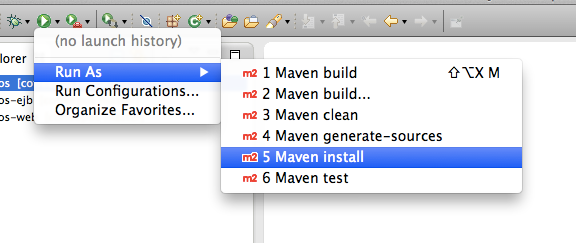 (no launch history)
plorer
Run As
os [co
Run Configurations...
os-ejb
Organize Favorites...
os-web
m2 1 Maven build ⇧⌥X M
m2 2 Maven build...
m2 3 Maven clean
m2 4 Maven generate-sources
m2 5 Maven install
m2 6 Maven test